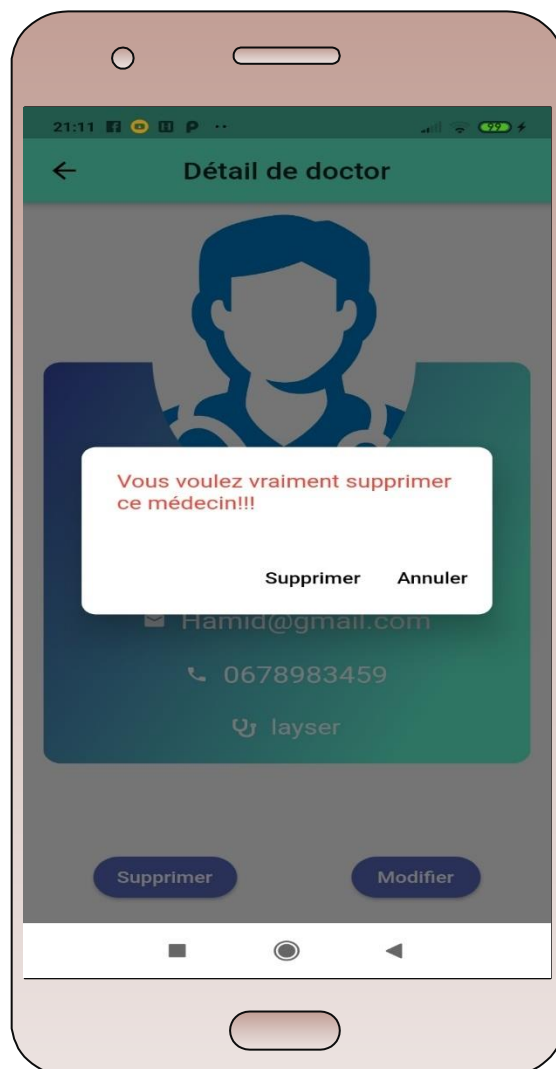 21:11
99
Détail de doctor
Vous voulez vraiment supprimer
ce médecin!!!
Supprimer Annuler
Hamid@gmail.com
0678983459
layser
Supprimer Modifier